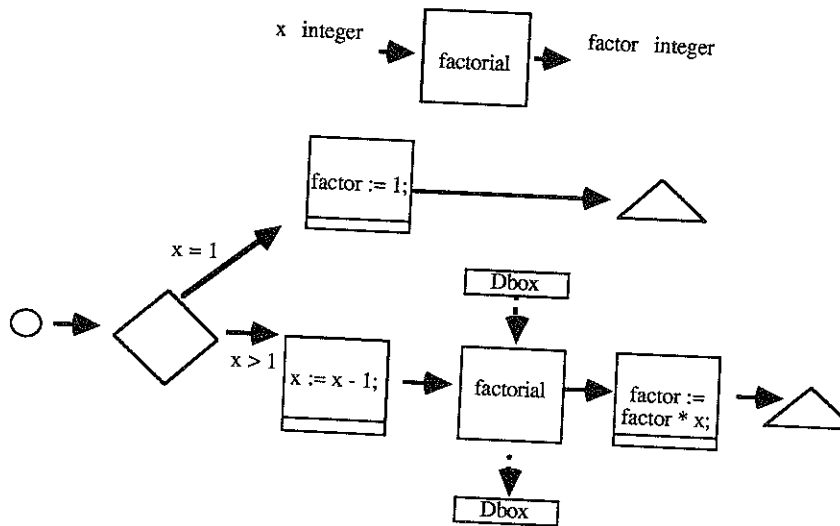 x integer
factorial
factor integer
factor := 1;
x = 1
Dbox
x > 1
x := x - 1;
factorial
factor :=
factor * x;
Dbox